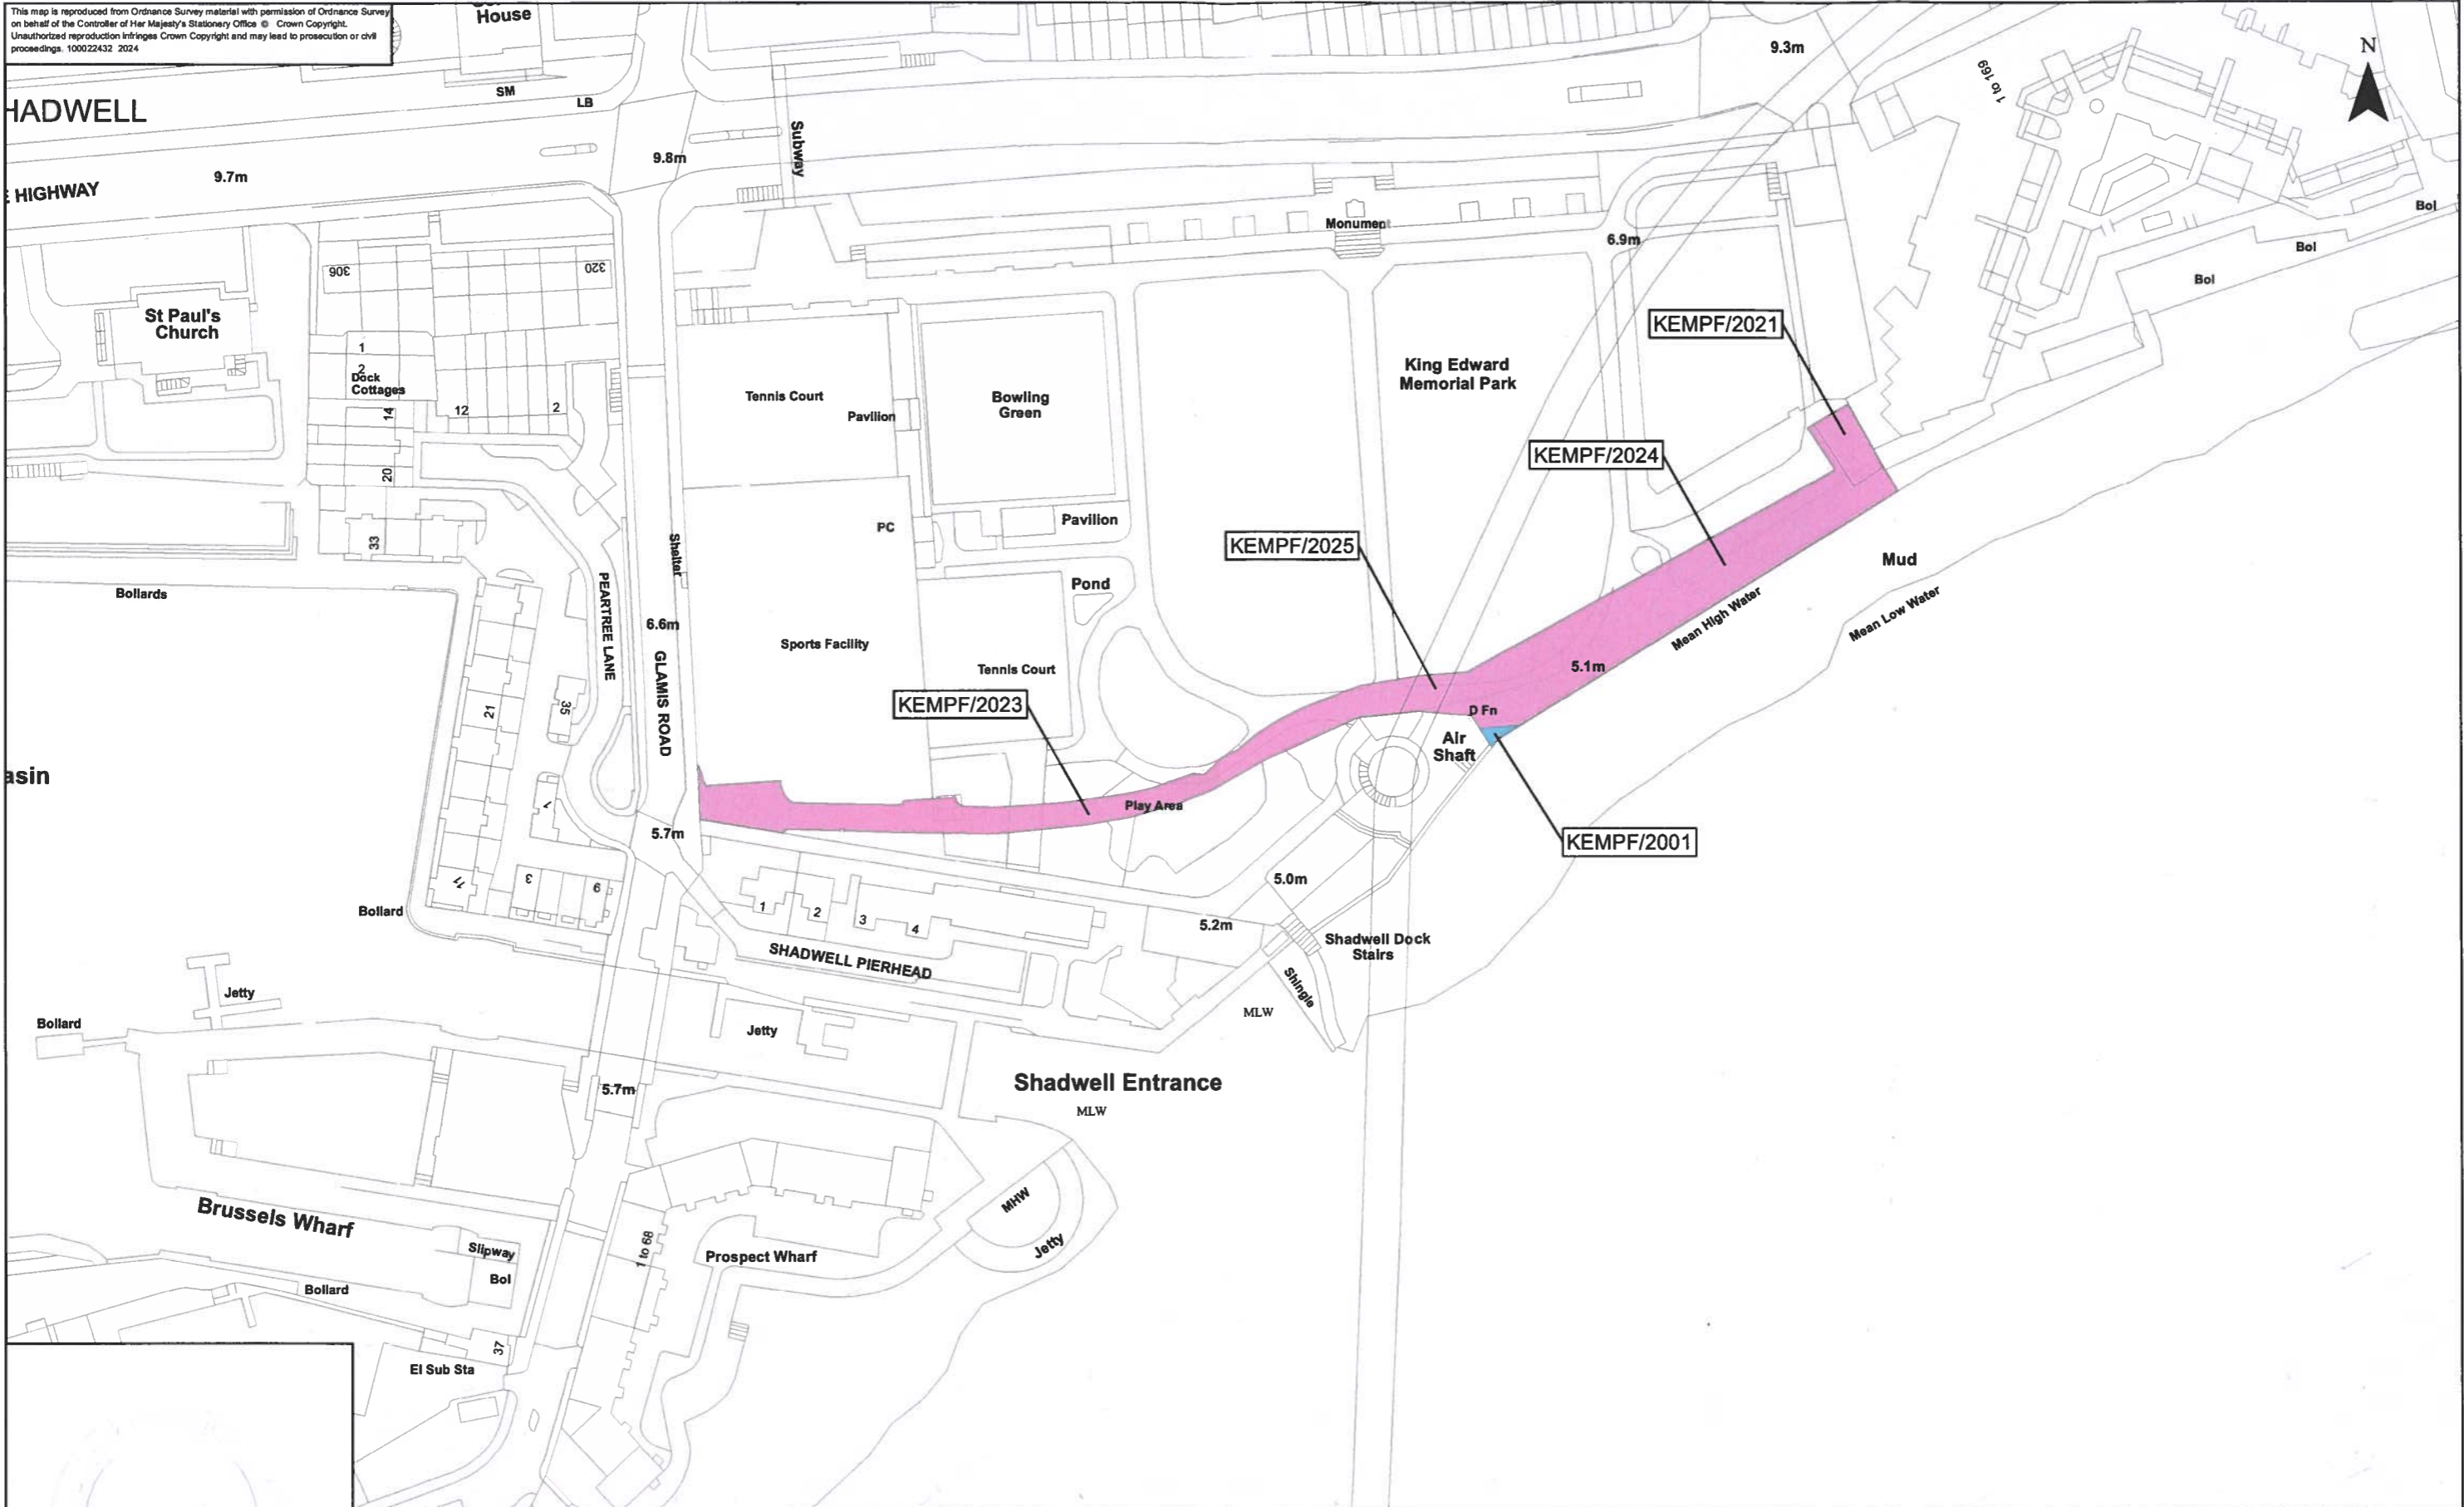 This map is reproduced from Ordnance Survey material with permission of Ordnance Survey
on behalf of the Controller of Her Majesty's Stationery Office © Crown Copyright.
Unauthorized reproduction infringes Crown Copyright and may lead to prosecution or civil
proceedings. 100022432 2024
House
9.3m
N
1 to 169
SM
LB
HADWELL
Subway
9.8m
9.7m
HIGHWAY
Monument
6.9m
Bol
Bol
Bol
306
320
St Paul's
Church
KEMPF/2021
1
2
Dock
Cottages
14
12
2
Tennis Court
Pavilion
Bowling
Green
King Edward
Memorial Park
KEMPF/2024
20
33
PC
Pavilion
Shelter
KEMPF/2025
Mud
Bollards
PEARTREE LANE
Pond
Mean High Water
Mean Low Water
6.6m
GLAMIS ROAD
Sports Facility
Tennis Court
5.1m
21
35
KEMPF/2023
D Fn
Air
Shaft
asin
1
Play Area
5.7m
KEMPF/2001
11
3
6
5.0m
Bollard
1
2
3
4
5.2m
SHADWELL PIERHEAD
Shadwell Dock
Stairs
Shingle
Jetty
MLW
Bollard
Jetty
Shadwell Entrance
5.7m
MLW
Brussels Wharf
MHW
Slipway
1 to 68
Prospect Wharf
Jetty
Bol
Bollard
37
El Sub Sta